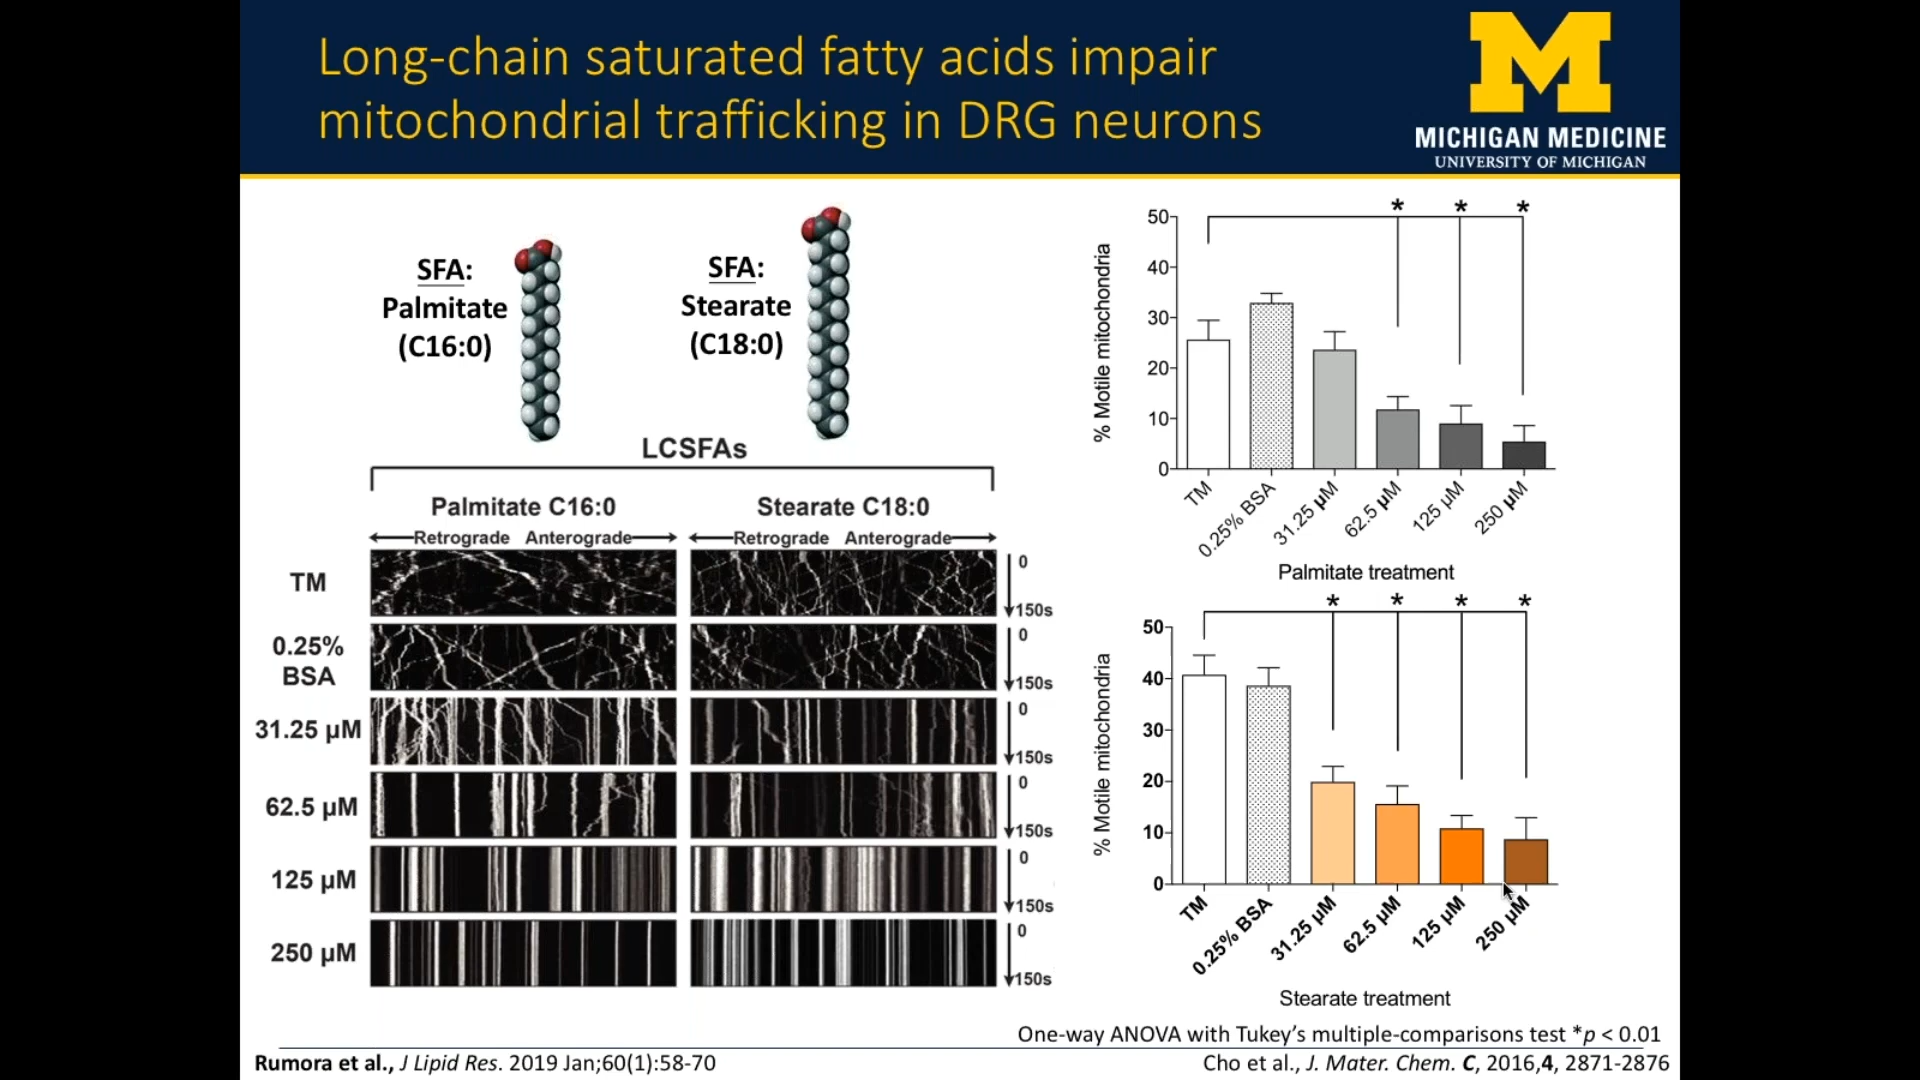 Long-chain saturated fatty acids impair
mitochondrial trafficking in DRG neurons
MICHIGAN MEDICINE
UNIVERSITY OF MICHIGAN
SFA:
Palmitate
(C16:0)
SFA:
Stearate
(C18:0)
LCSFAs
Palmitate C16:0
Stearate C18:0
Retrograde Anterograde
Retrograde Anterograde
TM
0
150s
0.25%
BSA
0
150s
31.25 µM
0
150s
62.5 µM
0
150s
125 µM
0
150s
250 µM
0
150s
% Motile mitochondria
50
40
30
20
10
0
* * *
TM
0.25% BSA
31.25 µM
62.5 µM
125 µM
250 µM
Palmitate treatment
% Motile mitochondria
50
40
30
20
10
0
* * * *
TM
0.25% BSA
31.25 µM
62.5 µM
125 µM
250 µM
Stearate treatment
One-way ANOVA with Tukey’s multiple-comparisons test *p < 0.01
Rumora et al., J Lipid Res. 2019 Jan;60(1):58-70
Cho et al., J. Mater. Chem. C, 2016,4, 2871-2876